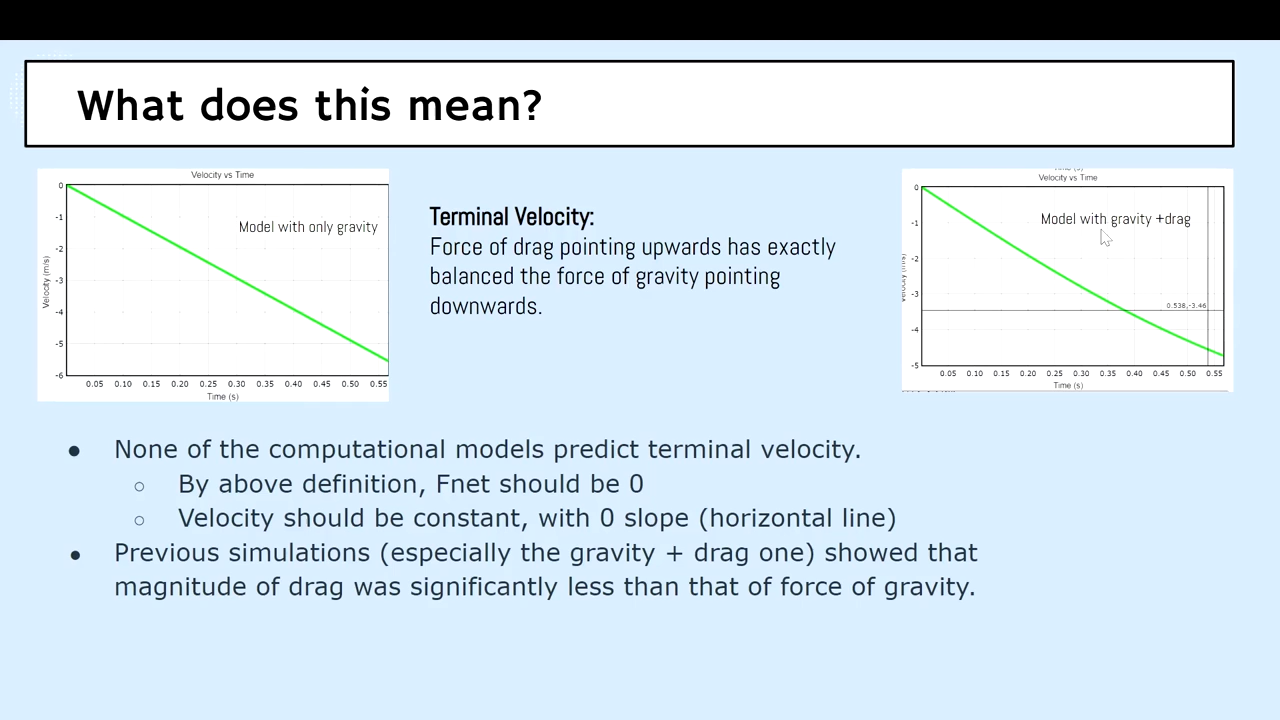 What does this mean?
Velocity vs Time
Model with only gravity
0
-1
-2
-3
-4
-5
-6
Velocity (m/s)
0.05 0.10 0.15 0.20 0.25 0.30 0.35 0.40 0.45 0.50 0.55
Time (s)
Terminal Velocity:
Force of drag pointing upwards has exactly
balanced the force of gravity pointing
downwards.
Velocity vs Time
Model with gravity +drag
0
-1
-2
-3
-4
-5
0.538,-3.46
0.05 0.10 0.15 0.20 0.25 0.30 0.35 0.40 0.45 0.50 0.55
Time (s)
● None of the computational models predict terminal velocity.
○ By above definition, Fnet should be 0
○ Velocity should be constant, with 0 slope (horizontal line)
● Previous simulations (especially the gravity + drag one) showed that
magnitude of drag was significantly less than that of force of gravity.